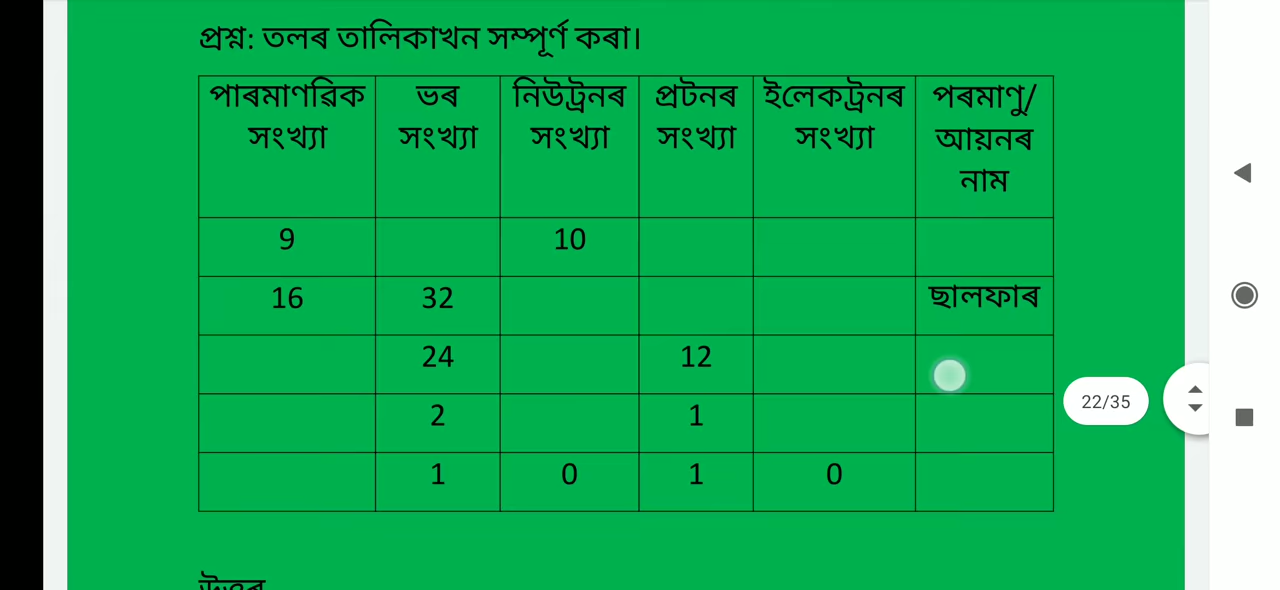 প্ৰশ্ন: তলৰ তালিকাখন সম্পূৰ্ণ কৰা।
পাৰমাণৱিক সংখ্যা | ভৰ সংখ্যা | নিউট্ৰনৰ সংখ্যা | প্ৰটনৰ সংখ্যা | ইলেকট্ৰনৰ সংখ্যা | পৰমাণু/ আয়নৰ নাম
9 | | 10 | | |
16 | 32 | | | | ছালফাৰ
| 24 | | 12 | |
| 2 | | 1 | |
| 1 | 0 | 1 | 0 |
22/35